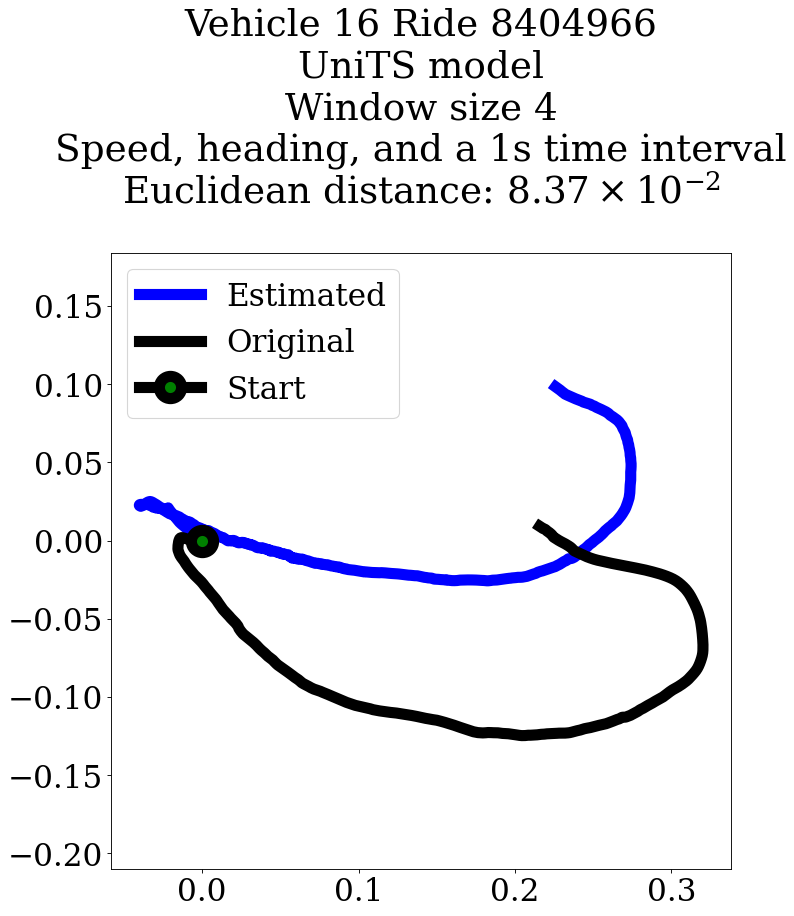 Vehicle 16 Ride 8404966
UniTS model
Window size 4
Speed, heading, and a 1s time interval
Euclidean distance: 8.37 × 10⁻²
Estimated
Original
Start
0.15
0.10
0.05
0.00
−0.05
−0.10
−0.15
−0.20
0.0 0.1 0.2 0.3